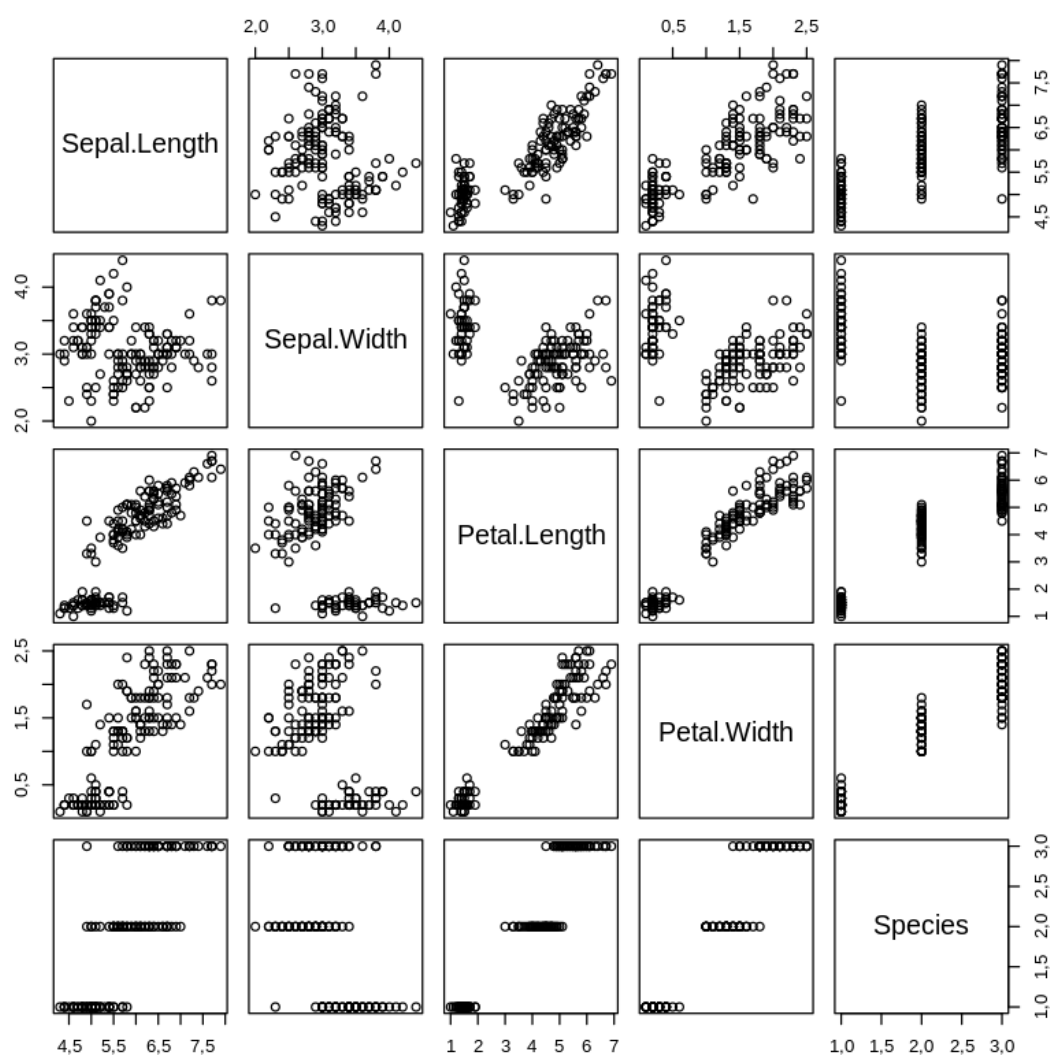 2,0 3,0 4,0 0,5 1,5 2,5
Sepal.Length
4,5 5,5 6,5 7,5
2,0 3,0 4,0
Sepal.Width
Petal.Length
1 2 3 4 5 6 7
0,5 1,5 2,5
Petal.Width
Species
1,0 1,5 2,0 2,5 3,0
4,5 5,5 6,5 7,5 1 2 3 4 5 6 7 1,0 1,5 2,0 2,5 3,0